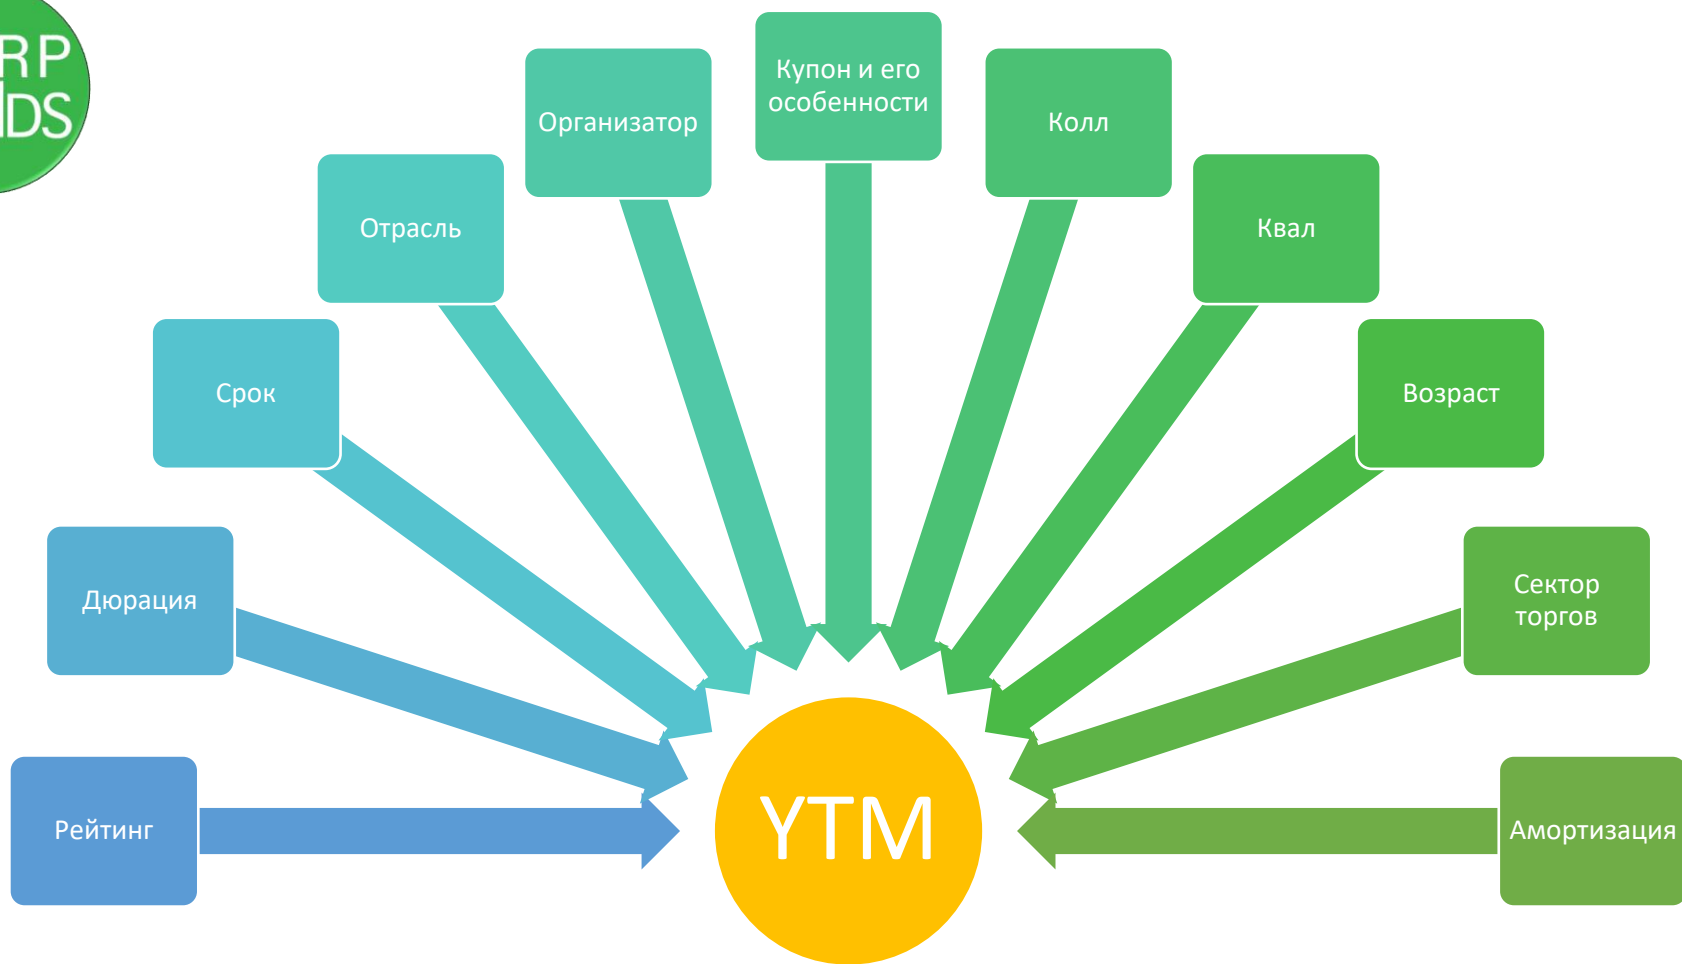 RP
DS
Купон и его
особенности
Организатор
Колл
Отрасль
Квал
Срок
Возраст
Дюрация
Сектор
торгов
Рейтинг
YTM
Амортизация